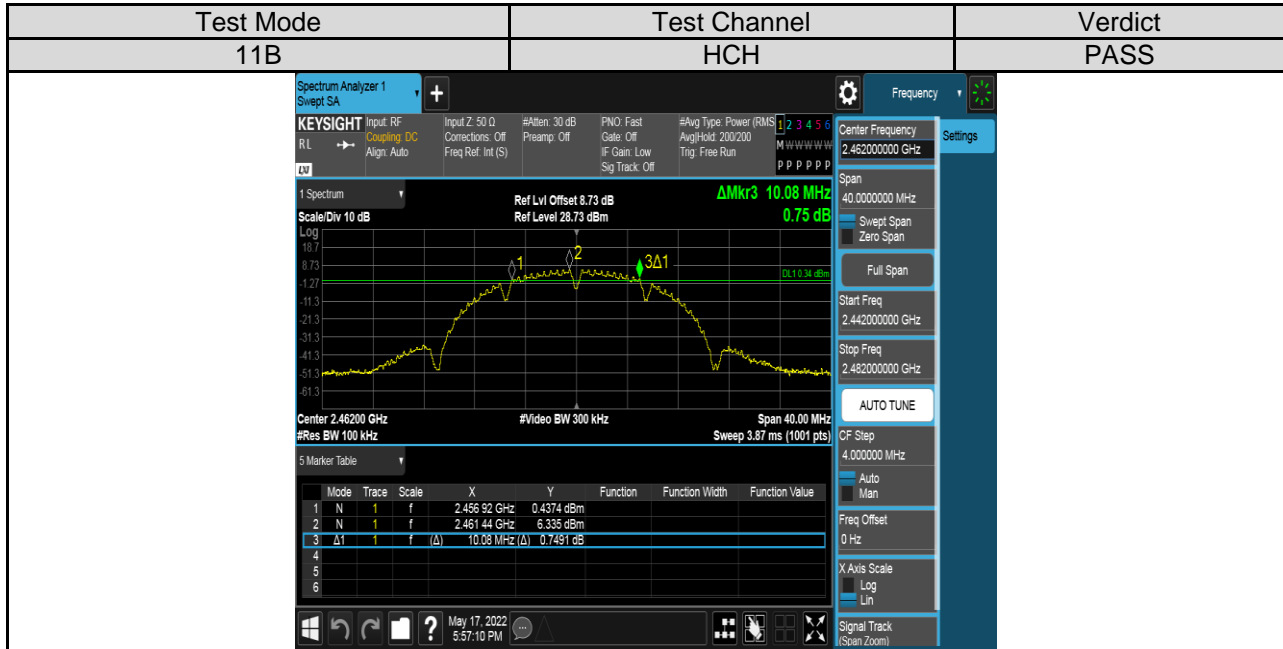 Test Mode Test Channel Verdict
11B HCH PASS
Spectrum Analyzer 1
Swept SA
+
Frequency
KEYSIGHT
RL
LXI
Input: RF
Coupling: DC
Align: Auto
Input Z: 50 Ω
Corrections: Off
Freq Ref: Int (S)
#Atten: 30 dB
Preamp: Off
PNO: Fast
Gate: Off
IF Gain: Low
Sig Track: Off
#Avg Type: Power (RMS
Avg|Hold: 200/200
Trig: Free Run
1 2 3 4 5 6
M W W W W W
P P P P P P
1 Spectrum
Scale/Div 10 dB
Ref Lvl Offset 8.73 dB
Ref Level 28.73 dBm
ΔMkr3 10.08 MHz
0.75 dB
Log
18.7
8.73
-1.27
-11.3
-21.3
-31.3
-41.3
-51.3
-61.3
1
2
3Δ1
DL1 0.34 dBm
Center 2.46200 GHz
#Res BW 100 kHz
#Video BW 300 kHz
Span 40.00 MHz
Sweep 3.87 ms (1001 pts)
5 Marker Table
Mode Trace Scale X Y Function Function Width Function Value
1 N 1 f 2.456 92 GHz 0.4374 dBm
2 N 1 f 2.461 44 GHz 6.335 dBm
3 Δ1 1 f (Δ) 10.08 MHz (Δ) 0.7491 dB
4
5
6
?
May 17, 2022
5:57:10 PM
Center Frequency
2.462000000 GHz
Settings
Span
40.0000000 MHz
Swept Span
Zero Span
Full Span
Start Freq
2.442000000 GHz
Stop Freq
2.482000000 GHz
AUTO TUNE
CF Step
4.000000 MHz
Auto
Man
Freq Offset
0 Hz
X Axis Scale
Log
Lin
Signal Track
(Span Zoom)